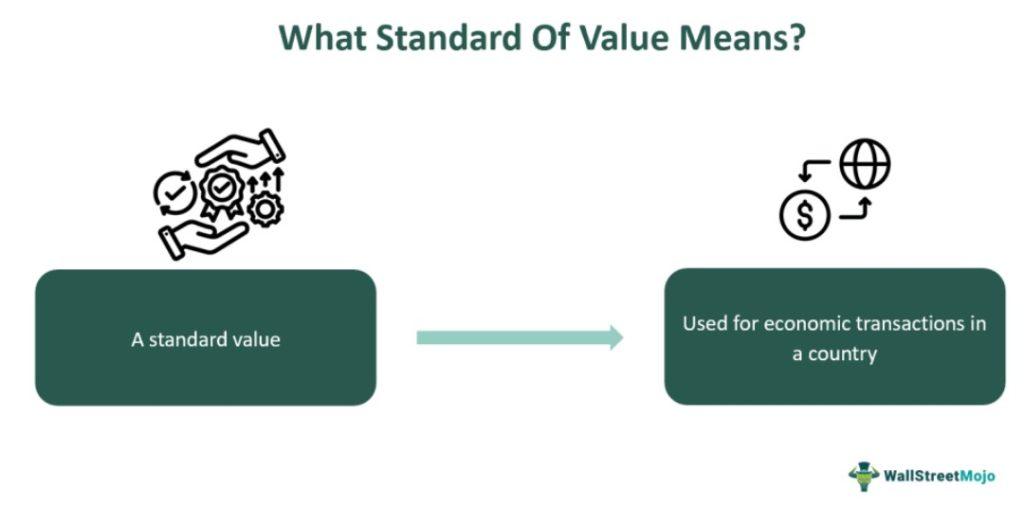 What Standard Of Value Means?
$
A standard value
Used for economic transactions in
a country
WallStreetMojo